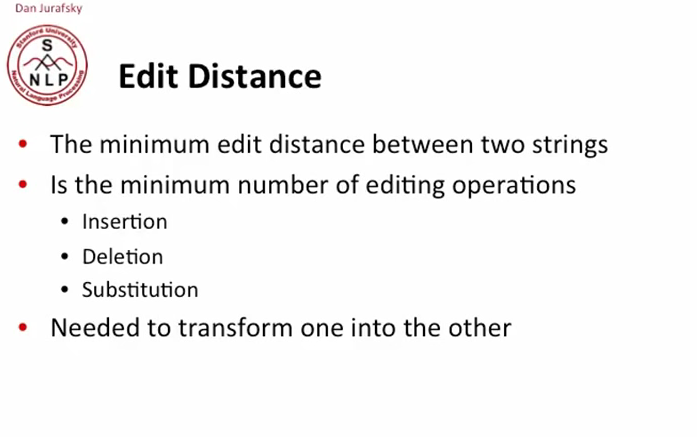 Dan Jurafsky
Stanford University
S
NLP
Natural Language Processing
Edit Distance
• The minimum edit distance between two strings
• Is the minimum number of editing operations
• Insertion
• Deletion
• Substitution
• Needed to transform one into the other